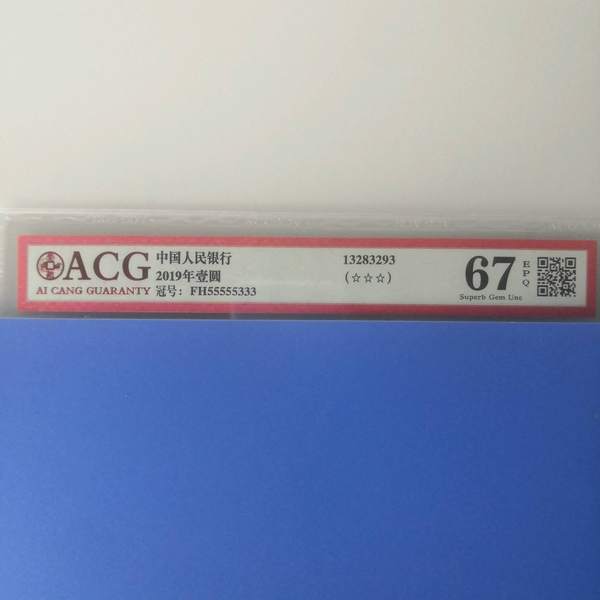 ACG
AI CANG GUARANTY
中国人民银行
2019年壹圆
冠号: FH55555333
13283293
(☆☆☆)
67
EPQ
Superb Gem Unc